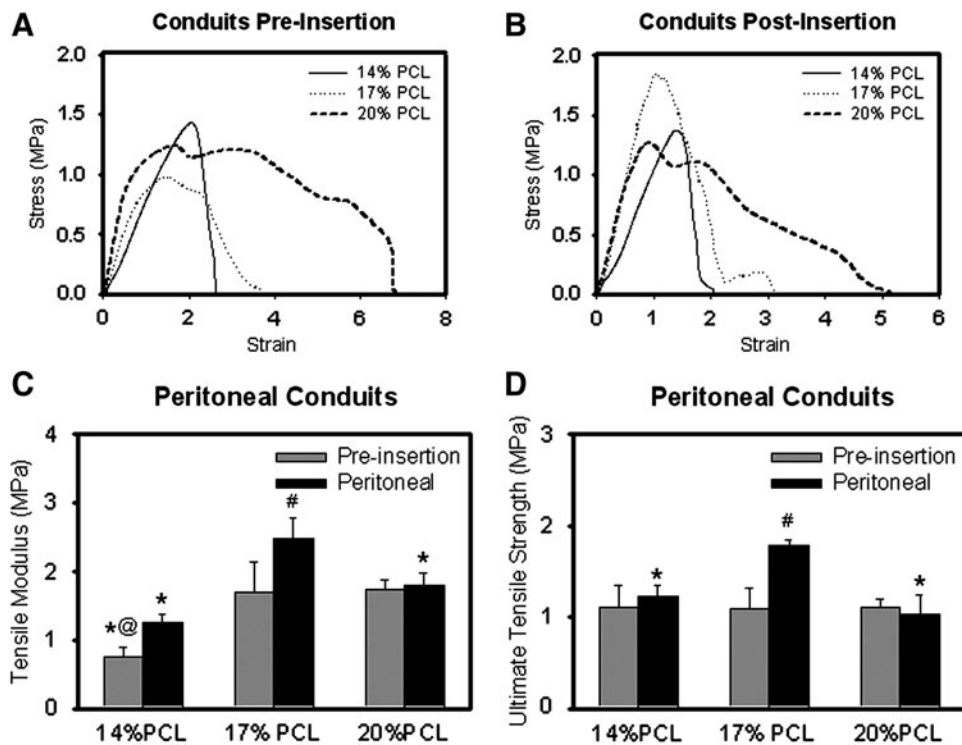 A
Conduits Pre-Insertion
2.0
1.5
1.0
0.5
0.0
Stress (MPa)
14% PCL
17% PCL
20% PCL
0 2 4 6 8
Strain
B
Conduits Post-Insertion
2.0
1.5
1.0
0.5
0.0
Stress (MPa)
14% PCL
17% PCL
20% PCL
0 1 2 3 4 5 6
Strain
C
Peritoneal Conduits
4
3
2
1
0
Tensile Modulus (MPa)
Pre-insertion
Peritoneal
*@ * # *
14%PCL 17% PCL 20%PCL
D
Peritoneal Conduits
3
2
1
0
Ultimate Tensile Strength (MPa)
Pre-insertion
Peritoneal
* # *
14%PCL 17% PCL 20%PCL